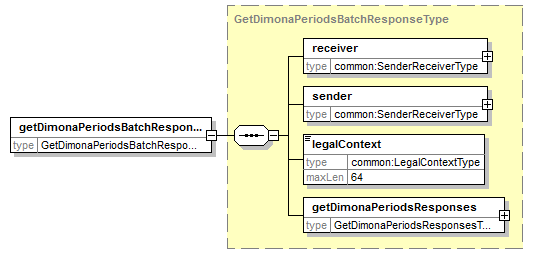 GetDimonaPeriodsBatchResponseType
receiver
type common:SenderReceiverType
sender
type common:SenderReceiverType
getDimonaPeriodsBatchRespon...
type GetDimonaPeriodsBatchRespo...
legalContext
type common:LegalContextType
maxLen 64
getDimonaPeriodsResponses
type GetDimonaPeriodsResponsesT...